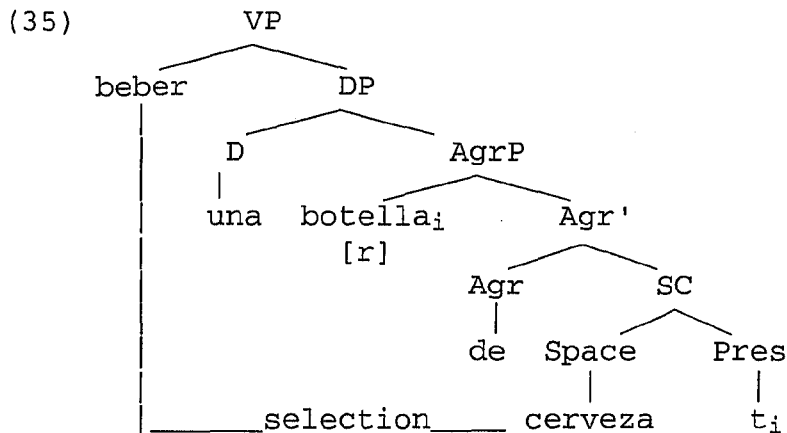 (35) VP
beber DP
D AgrP
una botellaᵢ Agr'
[r]
Agr SC
de Space Pres
selection cerveza tᵢ